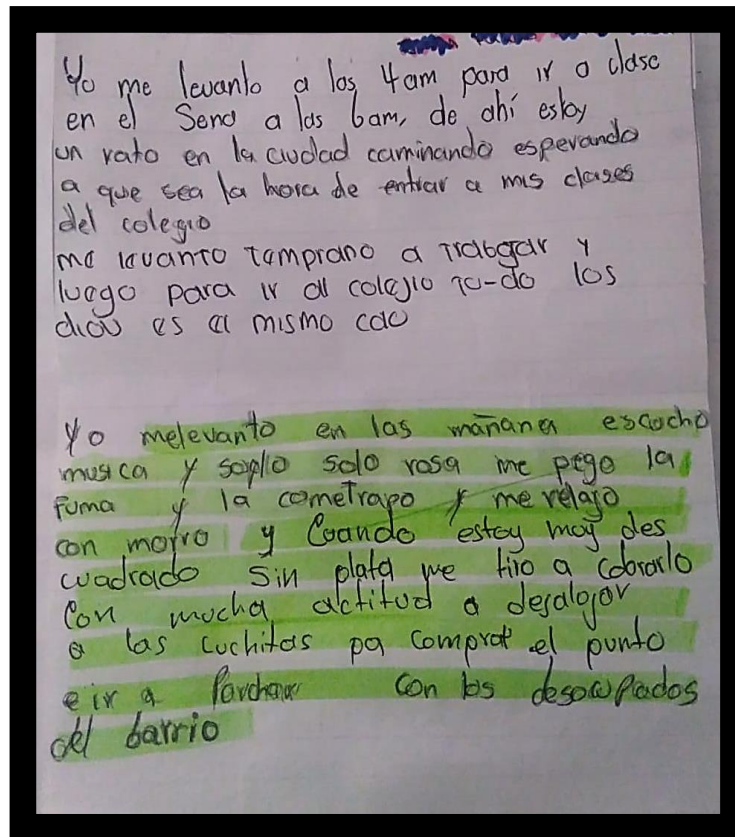 Yo me levanto a las 4am para ir a clase
en el Sena a las 6am, de ahí estoy
un rato en la ciudad caminando esperando
a que sea la hora de entrar a mis clases
del colegio
me levanto temprano a Trabgar y
luego para ir al colejio To-do los
dias es el mismo cao
Yo melevanto en las mañana escucho
musica y soplo solo rosa me pego la
fuma y la cometrapo y me relajo
con morro y Cuando estoy muy des
cuadrado sin plata me tiro a cobrarlo
Con mucha actitud a desalojar
a las cuchitas pa comprar el punto
e ir a Parchar con los desocupados
del barrio